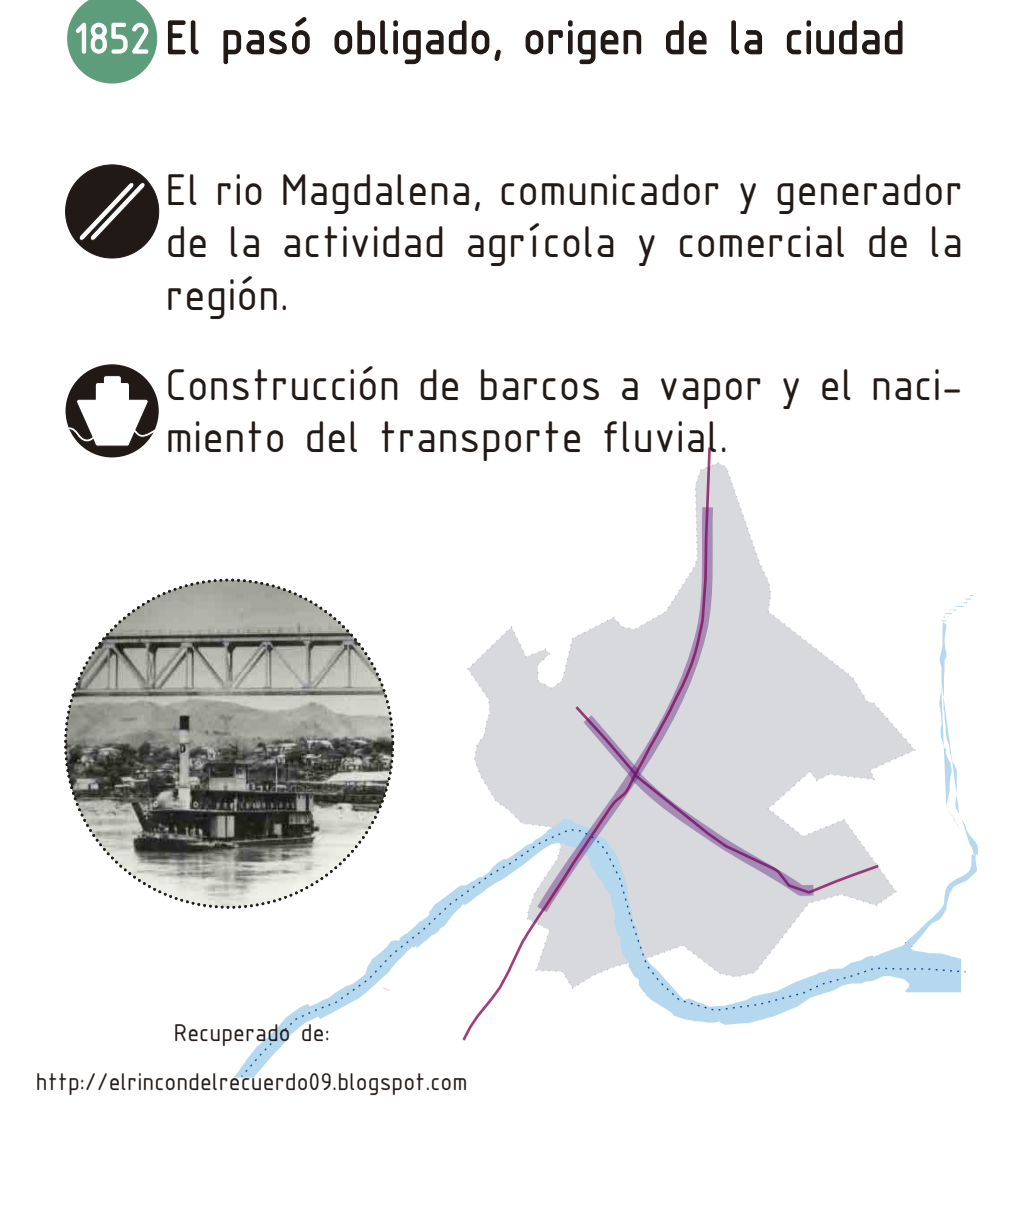 1852 El pasó obligado, origen de la ciudad
El rio Magdalena, comunicador y generador
de la actividad agrícola y comercial de la
región.
Construcción de barcos a vapor y el naci-
miento del transporte fluvial.
Recuperado de:
http://elrincondelrecuerdo09.blogspot.com